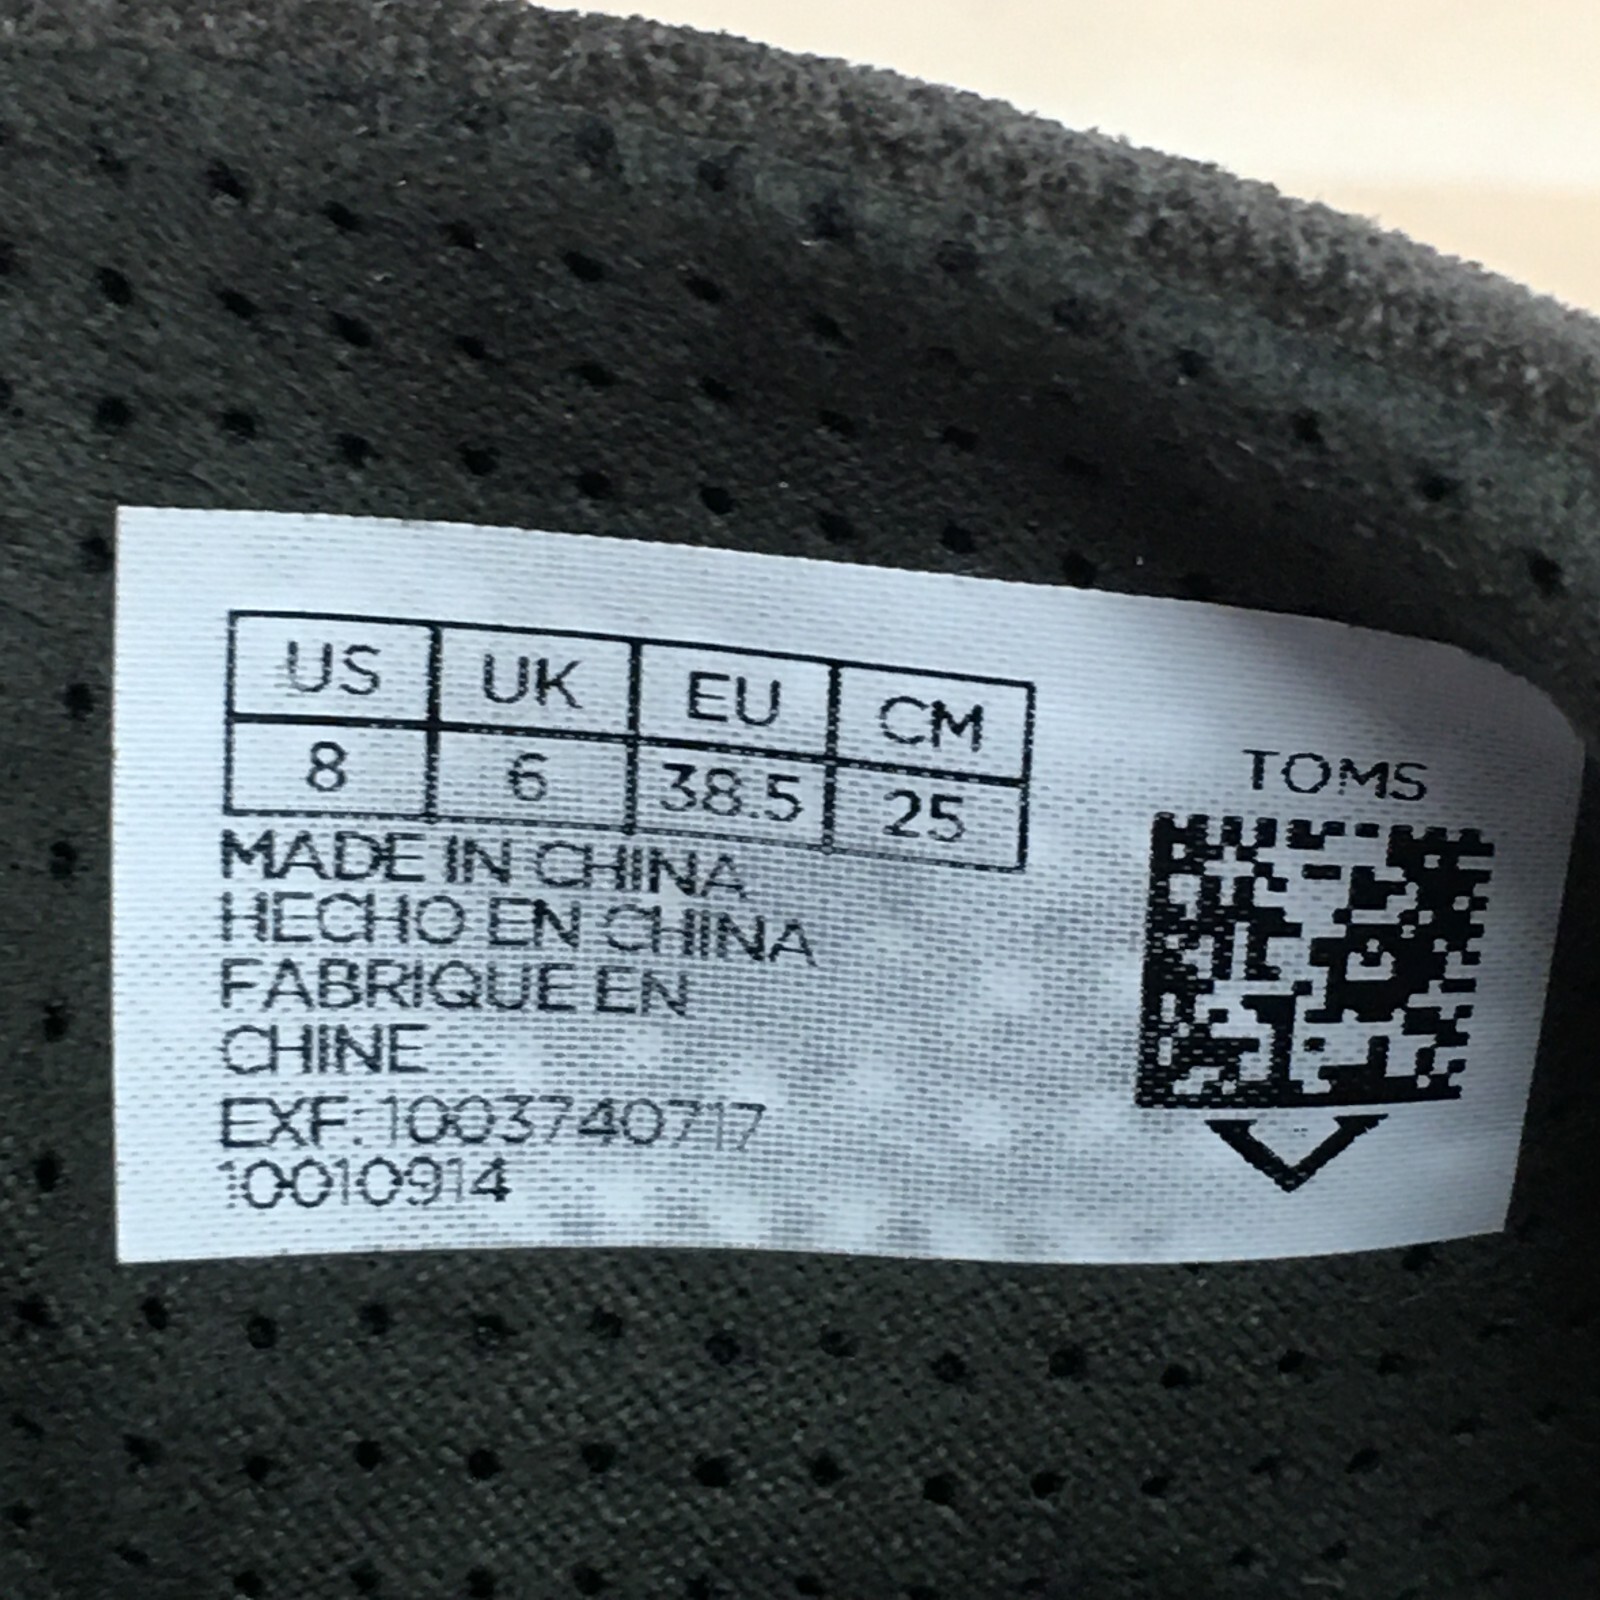 US UK EU CM
8 6 38.5 25
MADE IN CHINA
HECHO EN CHINA
FABRIQUE EN
CHINE
EXF: 1003740717
10010914
TOMS